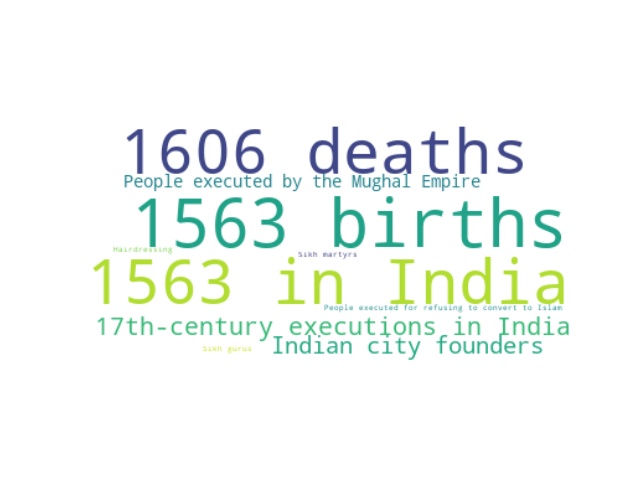 1606 deaths
People executed by the Mughal Empire
1563 births
Hairdressing
Sikh martyrs
1563 in India
People executed for refusing to convert to Islam
17th-century executions in India
Indian city founders
Sikh gurus